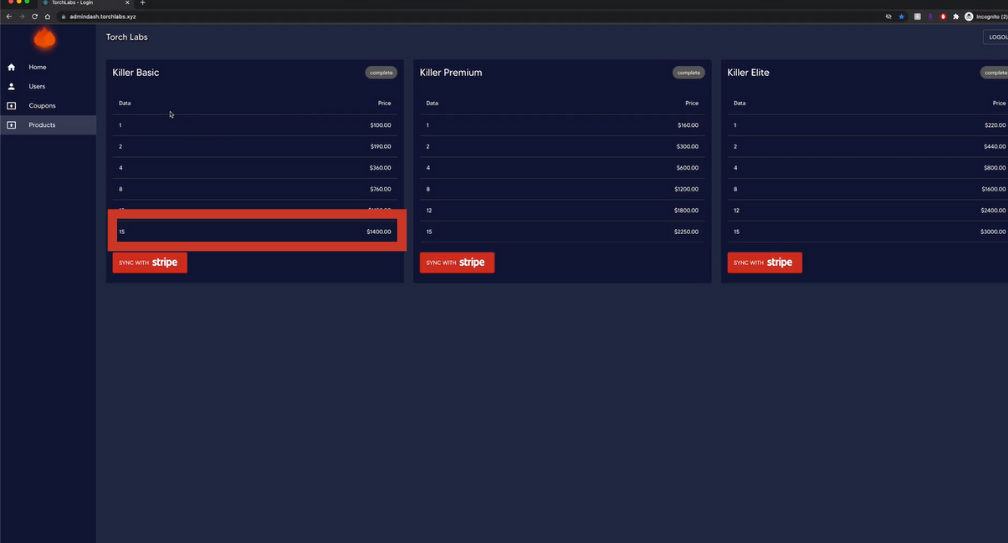 TorchLabs - Login
admindash.torchlabs.xyz
Incognito (2)
Torch Labs
LOGOU
Home
Users
Coupons
Products
Killer Basic
complete
Data Price
1 $100.00
2 $190.00
4 $360.00
8 $760.00
15 $1400.00
SYNC WITH stripe
Killer Premium
complete
Data Price
1 $160.00
2 $300.00
4 $600.00
8 $1200.00
12 $1800.00
15 $2250.00
SYNC WITH stripe
Killer Elite
complete
Data Price
1 $220.00
2 $440.00
4 $800.00
8 $1600.00
12 $2400.00
15 $3000.00
SYNC WITH stripe